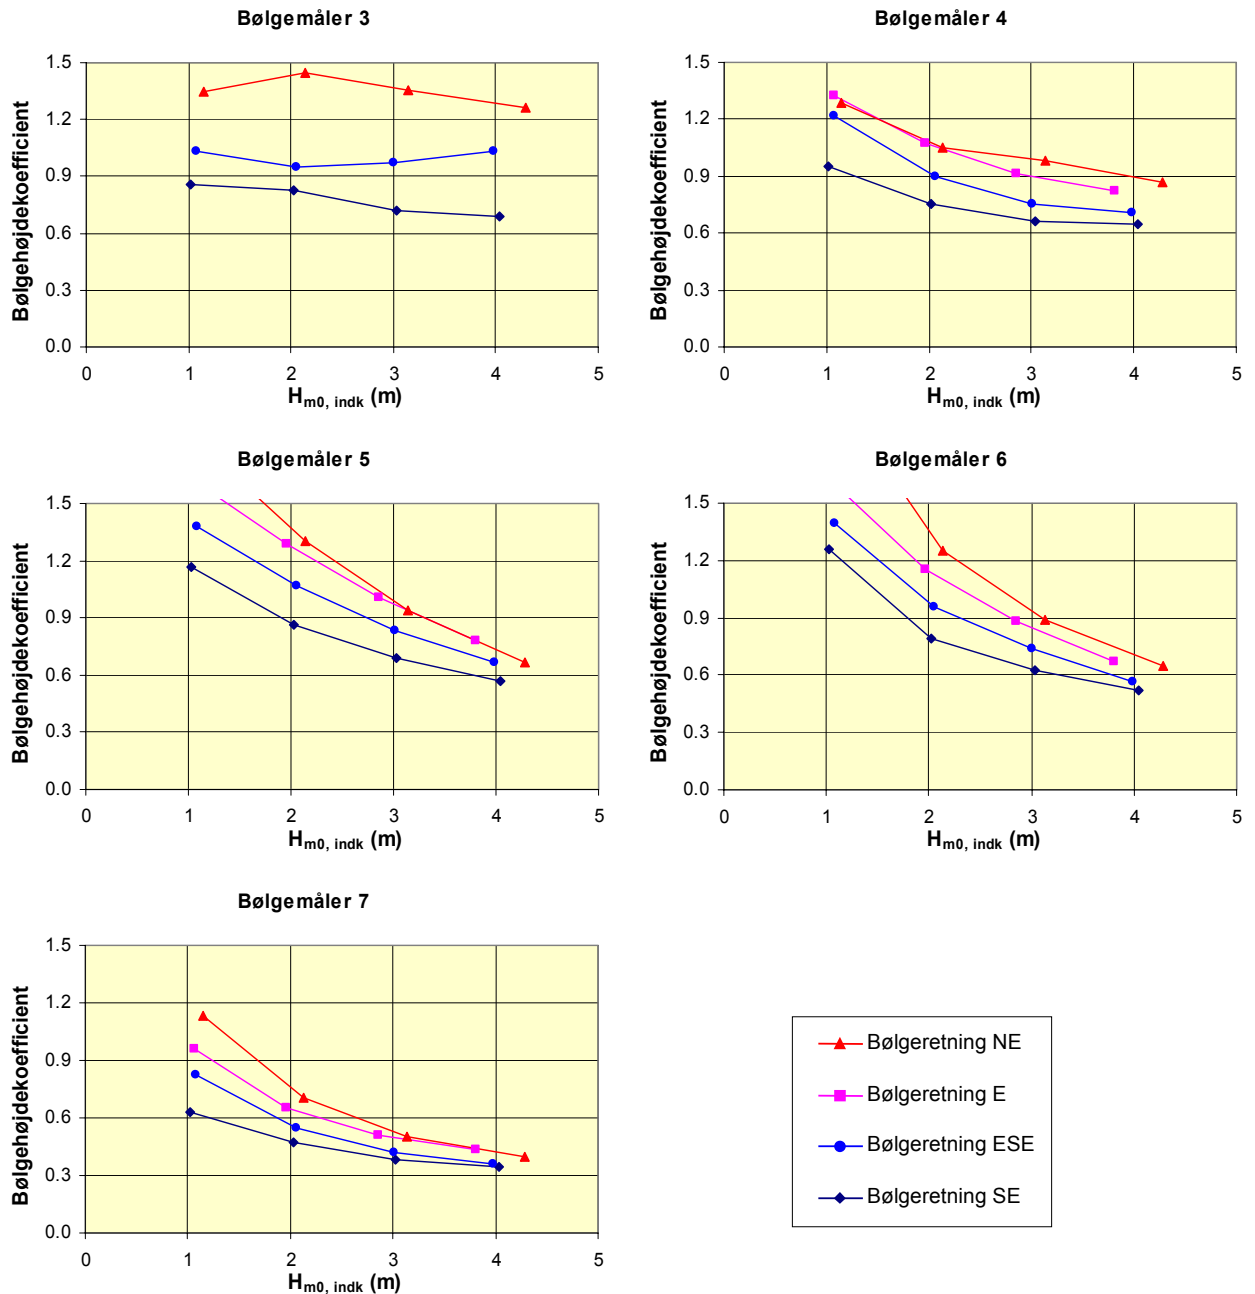 Bølgemåler 3
Bølgehøjdekoefficient
1.5
1.2
0.9
0.6
0.3
0.0
0 1 2 3 4 5
Hm0, indk (m)
Bølgemåler 4
Bølgehøjdekoefficient
1.5
1.2
0.9
0.6
0.3
0.0
0 1 2 3 4 5
Hm0, indk (m)
Bølgemåler 5
Bølgehøjdekoefficient
1.5
1.2
0.9
0.6
0.3
0.0
0 1 2 3 4 5
Hm0, indk (m)
Bølgemåler 6
Bølgehøjdekoefficient
1.5
1.2
0.9
0.6
0.3
0.0
0 1 2 3 4 5
Hm0, indk (m)
Bølgemåler 7
Bølgehøjdekoefficient
1.5
1.2
0.9
0.6
0.3
0.0
0 1 2 3 4 5
Hm0, indk (m)
Bølgeretning NE
Bølgeretning E
Bølgeretning ESE
Bølgeretning SE